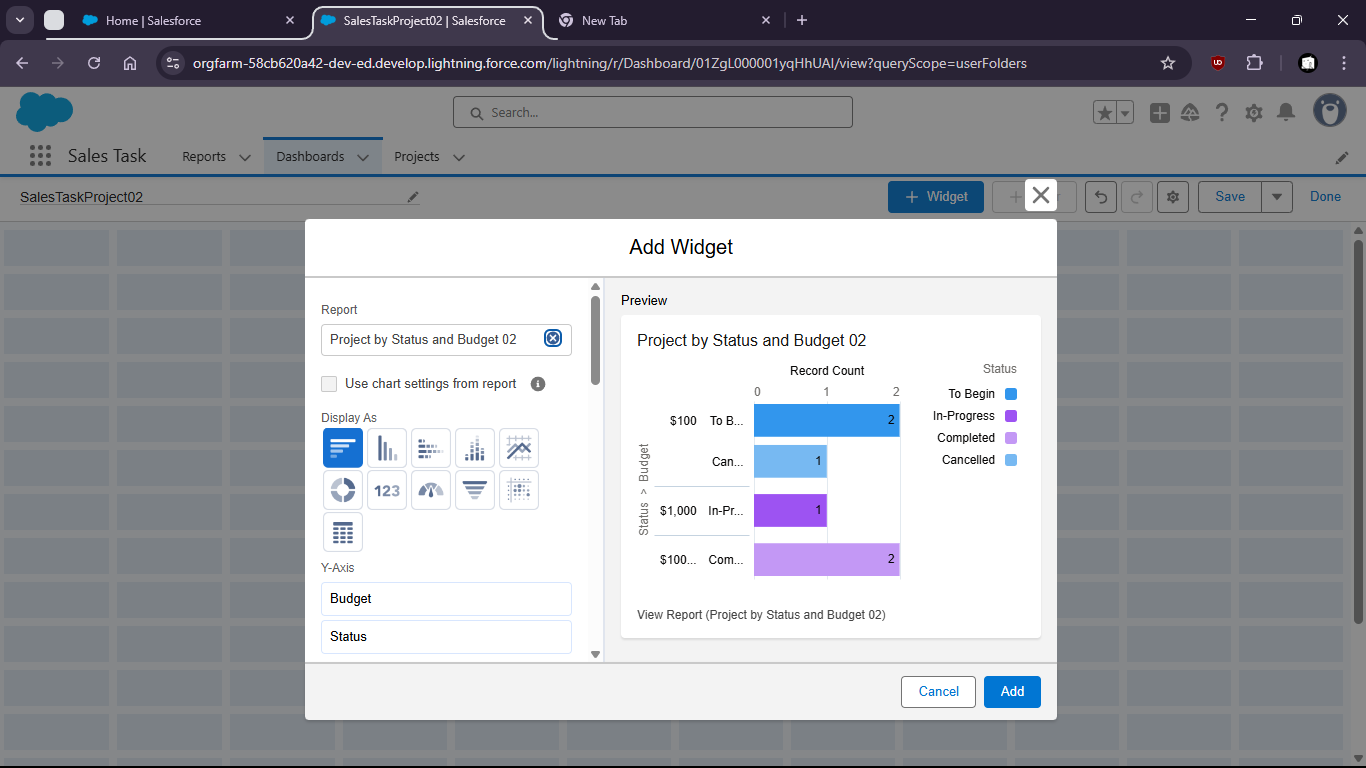 Home | Salesforce
SalesTaskProject02 | Salesforce
New Tab
orgfarm-58cb620a42-dev-ed.develop.lightning.force.com/lightning/r/Dashboard/01ZgL000001yqHhUAI/view?queryScope=userFolders
Search...
Sales Task
Reports
Dashboards
Projects
SalesTaskProject02
+ Widget
Save
Done
Add Widget
Report
Project by Status and Budget 02
Use chart settings from report
Display As
123
Y-Axis
Budget
Status
Preview
Project by Status and Budget 02
Record Count
0 1 2
Status > Budget
$100 To B... 2
Can... 1
$1,000 In-Pr... 1
$100... Com... 2
Status
To Begin
In-Progress
Completed
Cancelled
View Report (Project by Status and Budget 02)
Cancel
Add